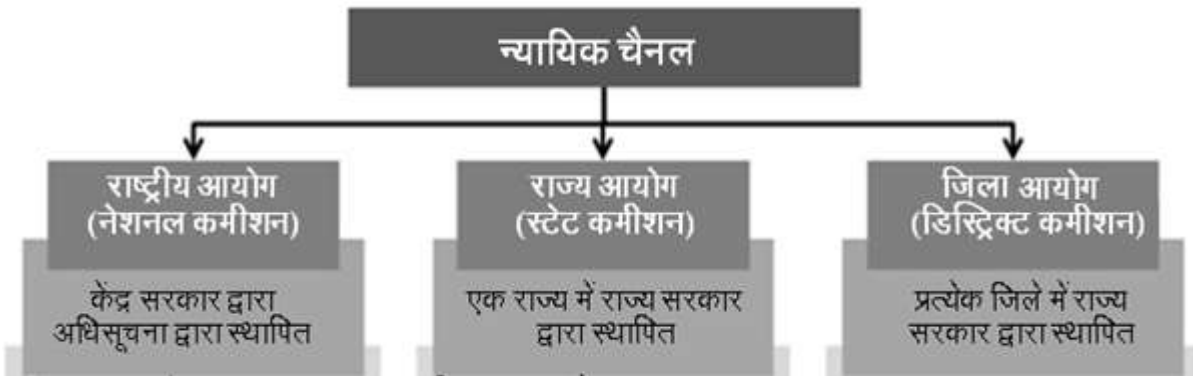 न्यायिक चैनल
राष्ट्रीय आयोग
(नेशनल कमीशन)
राज्य आयोग
(स्टेट कमीशन)
जिला आयोग
(डिस्ट्रिक्ट कमीशन)
केंद्र सरकार द्वारा
अधिसूचना द्वारा स्थापित
एक राज्य में राज्य सरकार
द्वारा स्थापित
प्रत्येक जिले में राज्य
सरकार द्वारा स्थापित